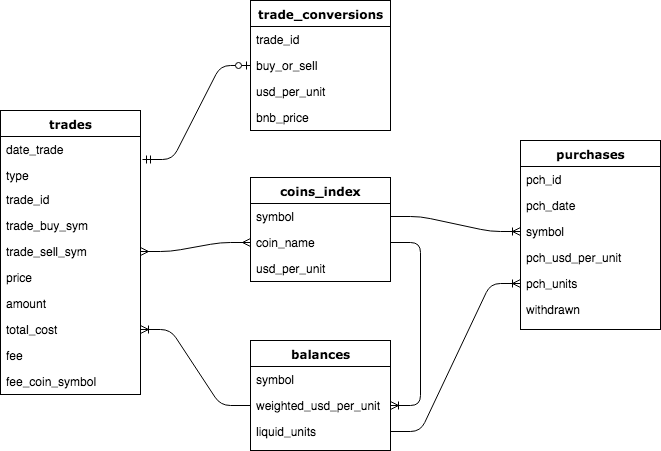 trade_conversions
trade_id
buy_or_sell
usd_per_unit
bnb_price
trades
date_trade
type
trade_id
trade_buy_sym
trade_sell_sym
price
amount
total_cost
fee
fee_coin_symbol
coins_index
symbol
coin_name
usd_per_unit
purchases
pch_id
pch_date
symbol
pch_usd_per_unit
pch_units
withdrawn
balances
symbol
weighted_usd_per_unit
liquid_units